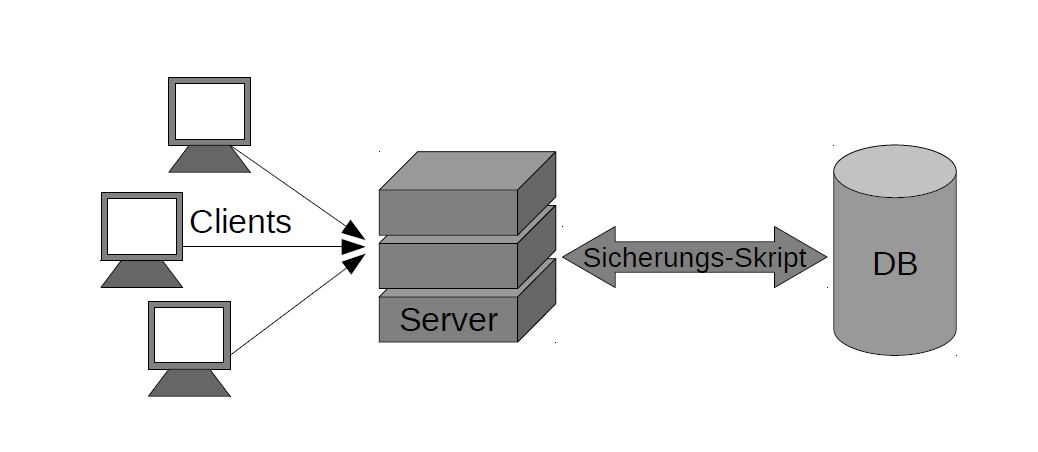 Clients
Server
Sicherungs-Skript
DB